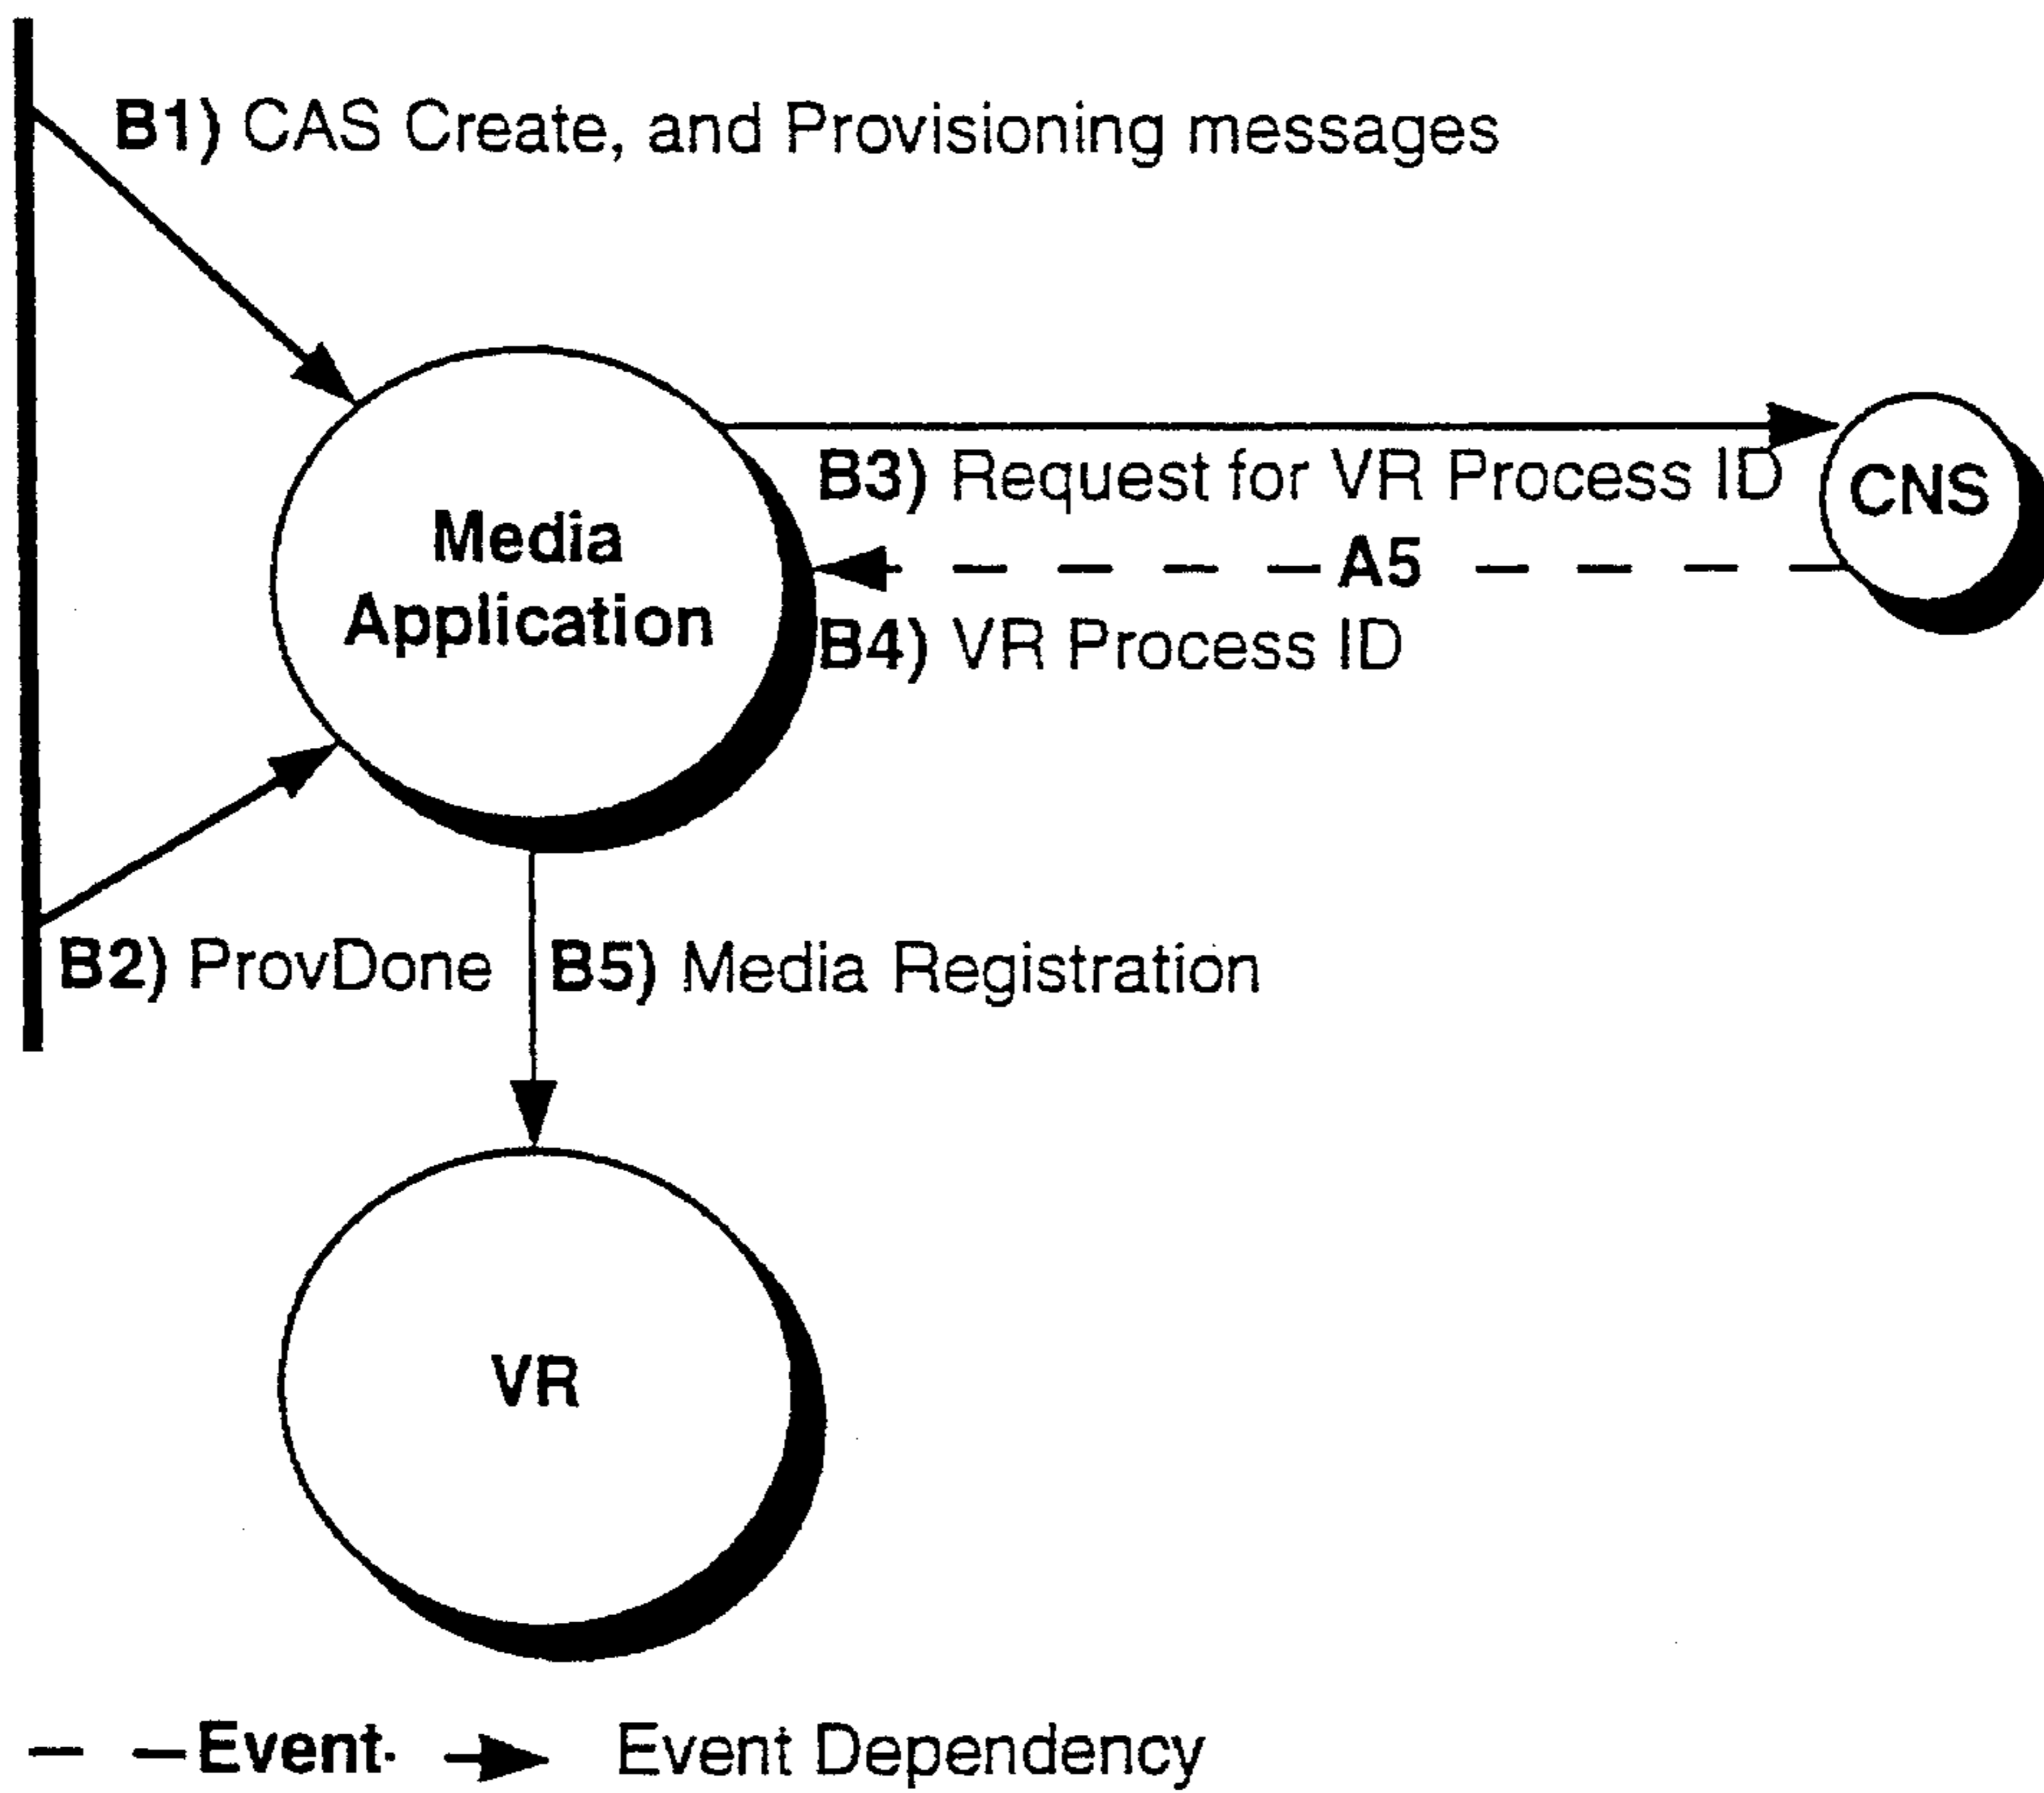 B1) CAS Create, and Provisioning messages
Media
Application
B3) Request for VR Process ID
CNS
A5
B4) VR Process ID
B2) ProvDone
B5) Media Registration
VR
Event
Event Dependency